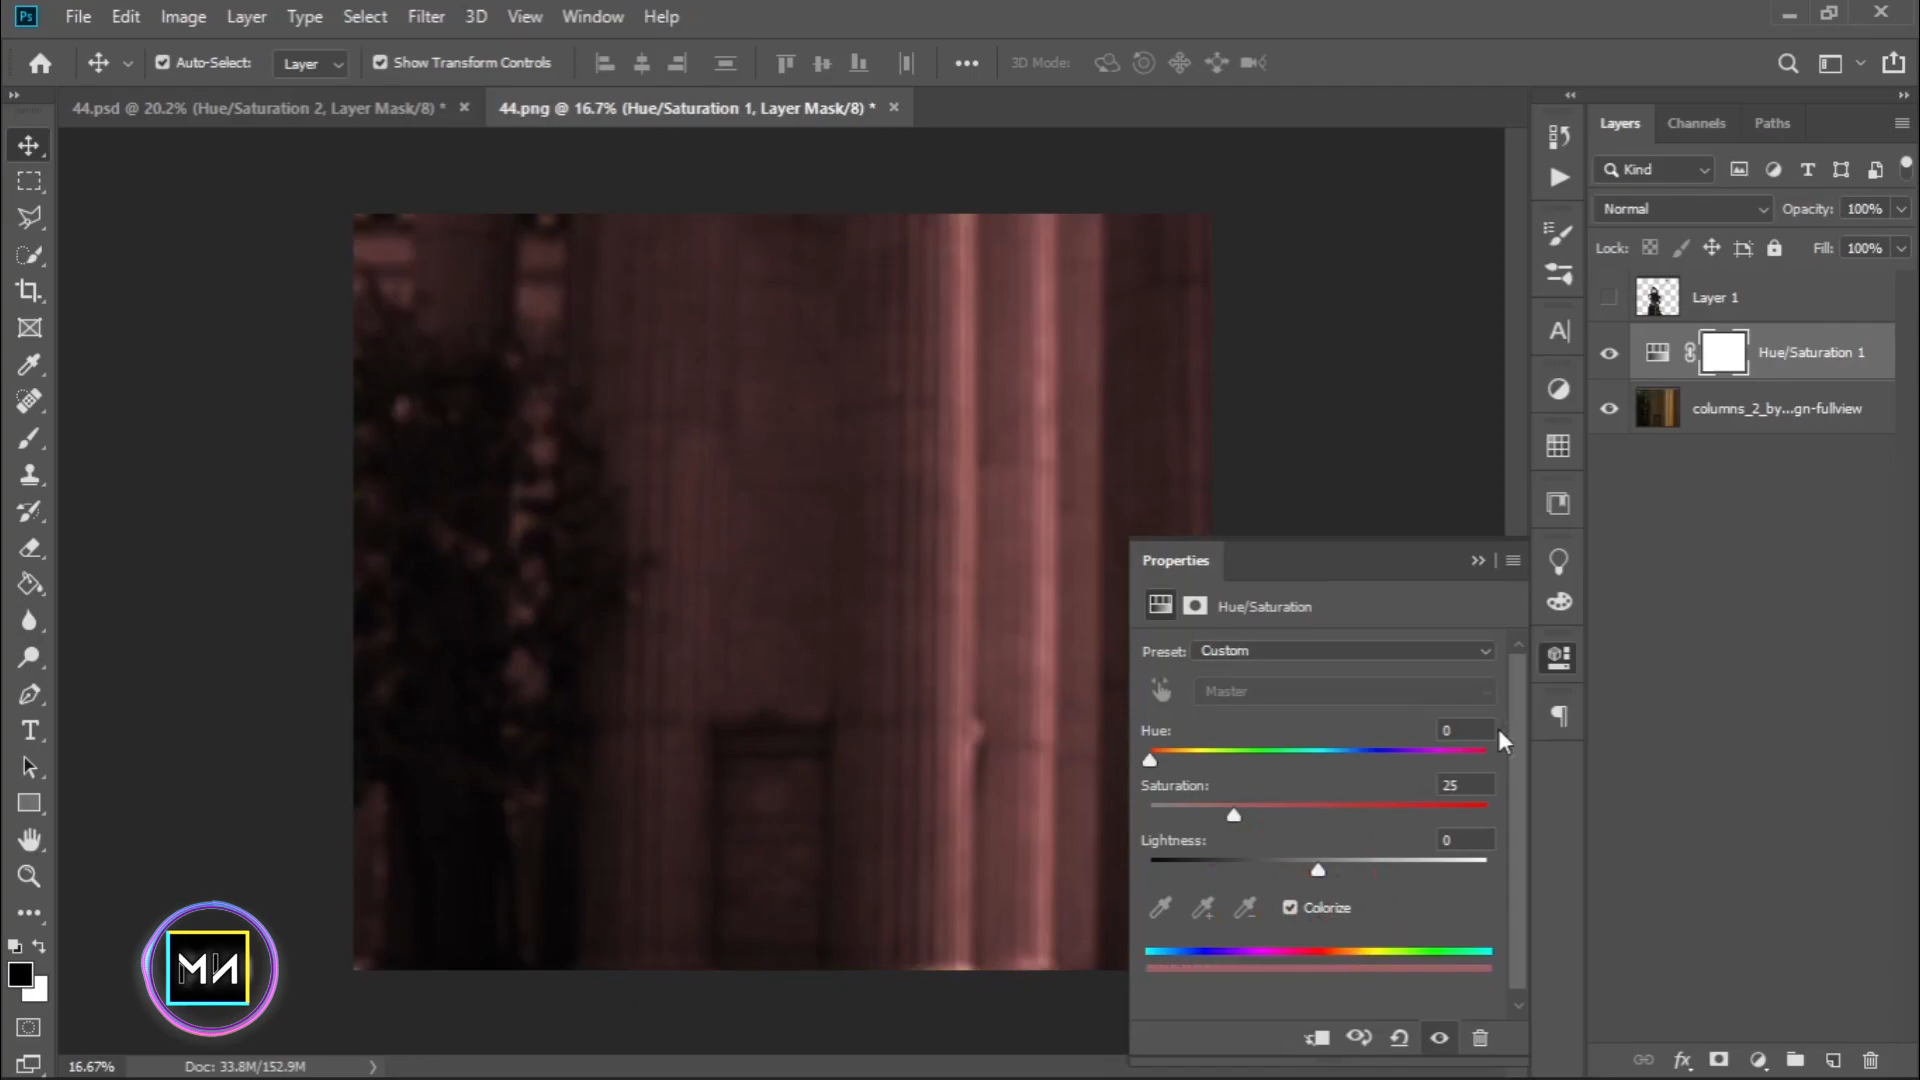 Ps File Edit Image Layer Type Select Filter 3D View Window Help
Auto-Select: Layer Show Transform Controls 3D Mode:
44.psd @ 20.2% (Hue/Saturation 2, Layer Mask/8) * × 44.png @ 16.7% (Hue/Saturation 1, Layer Mask/8) * ×
Layers Channels Paths
Kind
Normal Opacity: 100%
Lock: Fill: 100%
Layer 1
Hue/Saturation 1
columns_2_by...gn-fullview
Properties
Hue/Saturation
Preset: Custom
Master
Hue: 0
Saturation: 25
Lightness: 0
Colorize
16.67% Doc: 33.8M/152.9M